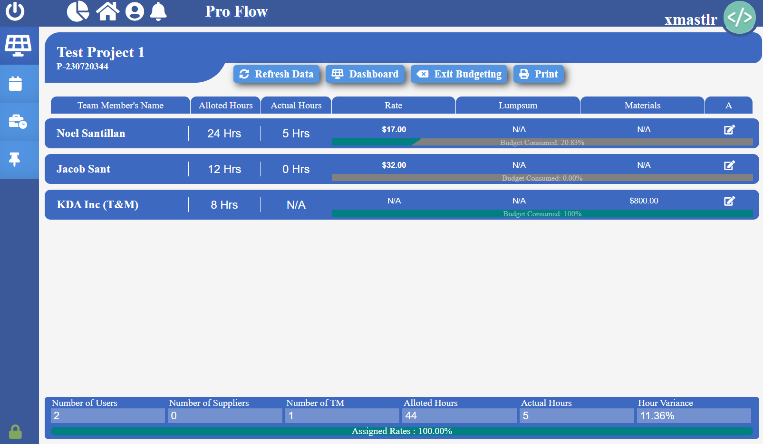 Pro Flow
xmastir
</>
Test Project 1
P-230720344
Refresh Data
Dashboard
Exit Budgeting
Print
Team Member's Name Alloted Hours Actual Hours Rate Lumpsum Materials A
Noel Santillan 24 Hrs 5 Hrs $17.00 N/A N/A
Budget Consumed: 20.83%
Jacob Sant 12 Hrs 0 Hrs $32.00 N/A N/A
Budget Consumed: 0.00%
KDA Inc (T&M) 8 Hrs N/A N/A N/A $800.00
Budget Consumed: 100%
Number of Users Number of Suppliers Number of TM Alloted Hours Actual Hours Hour Variance
2 0 1 44 5 11.36%
Assigned Rates : 100.00%